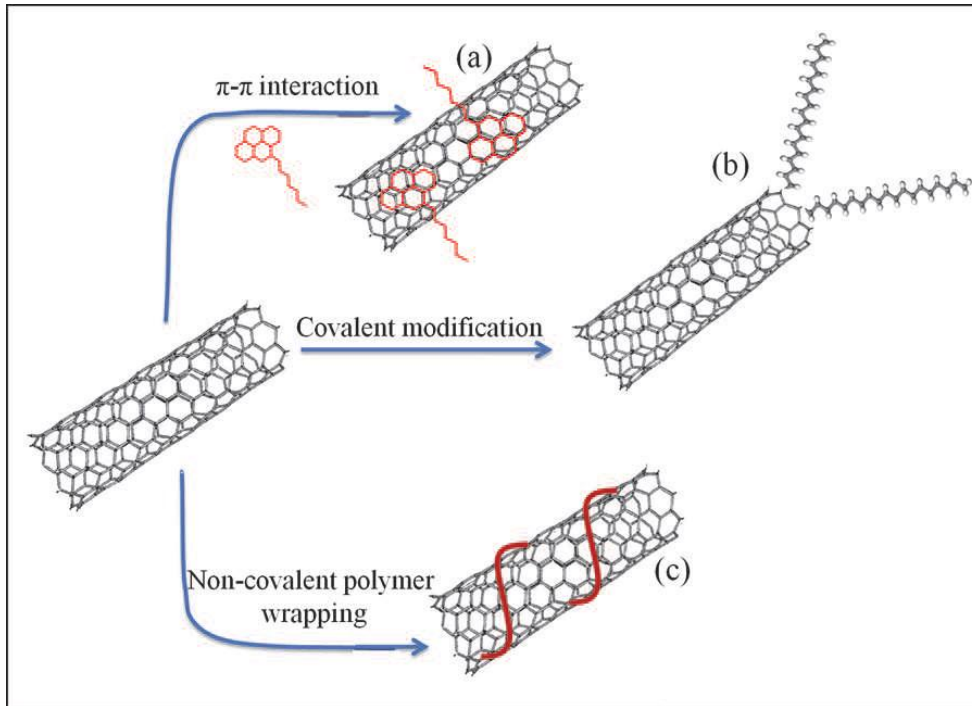 (a)
π-π interaction
(b)
Covalent modification
Non-covalent polymer
wrapping
(c)